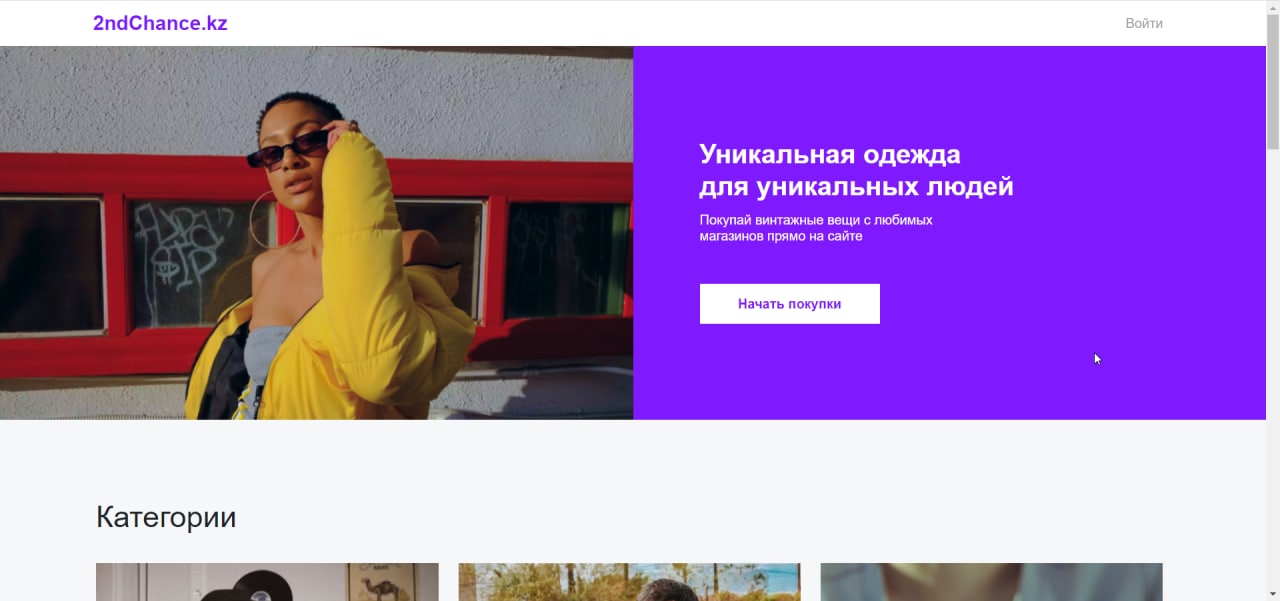 2ndChance.kz
Войти
Уникальная одежда
для уникальных людей
Покупай винтажные вещи с любимых
магазинов прямо на сайте
Начать покупки
Категории